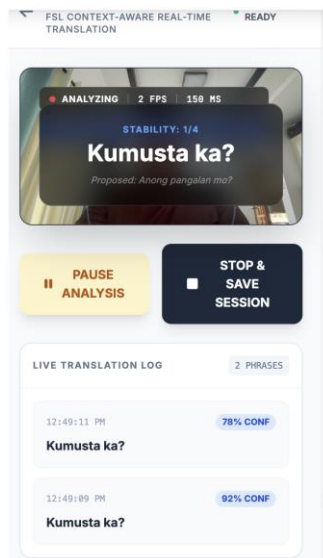 FSL CONTEXT-AWARE REAL-TIME
TRANSLATION
READY
ANALYZING | 2 FPS | 150 MS
STABILITY: 1/4
Kumusta ka?
Proposed: Anong pangalan mo?
PAUSE
ANALYSIS
STOP &
SAVE
SESSION
LIVE TRANSLATION LOG
2 PHRASES
12:49:11 PM
78% CONF
Kumusta ka?
12:49:09 PM
92% CONF
Kumusta ka?